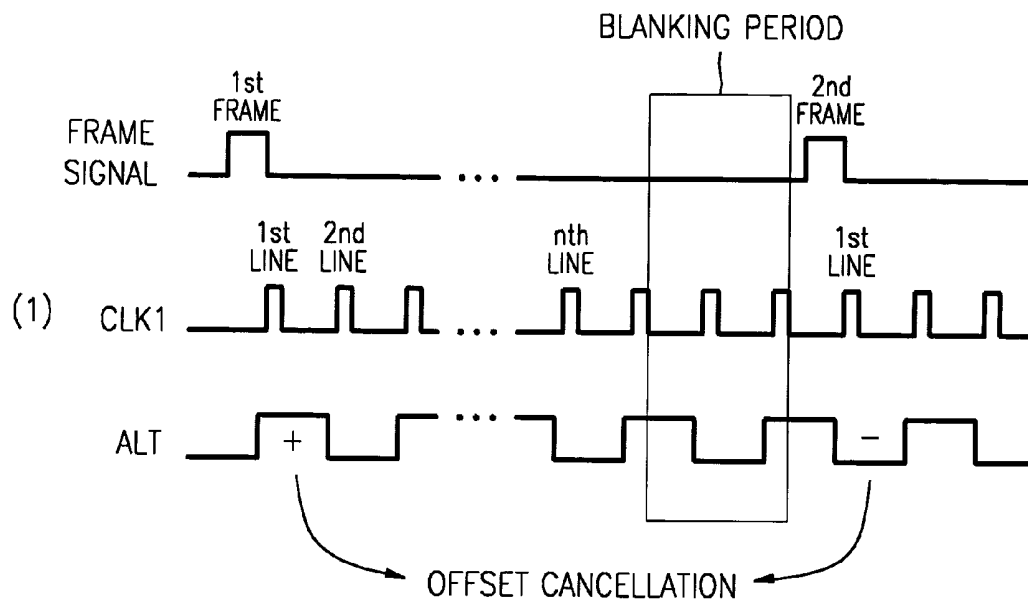 BLANKING PERIOD
1st
FRAME
2nd
FRAME
FRAME
SIGNAL
...
1st
LINE
2nd
LINE
nth
LINE
1st
LINE
(1)
CLK1
...
ALT
+
...
−
OFFSET CANCELLATION